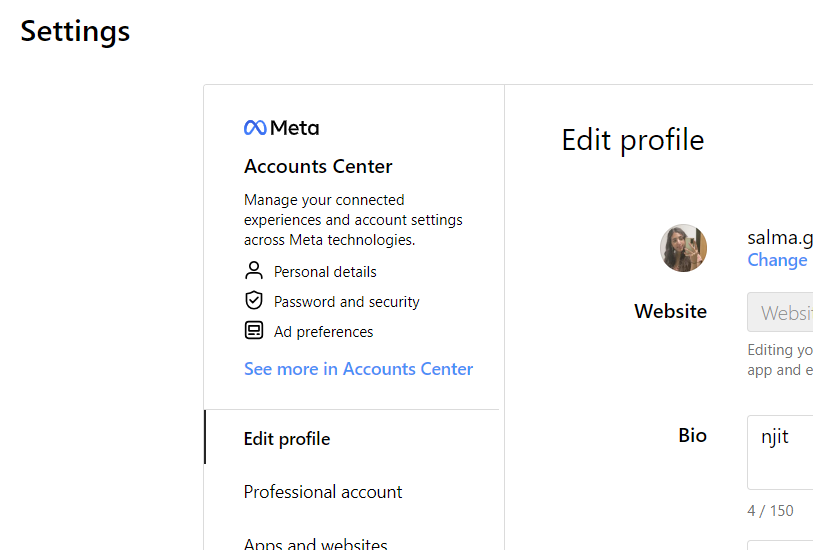 Settings
Meta
Accounts Center
Manage your connected
experiences and account settings
across Meta technologies.
Personal details
Password and security
Ad preferences
See more in Accounts Center
Edit profile
Professional account
Apps and websites
Edit profile
salma.g
Change
Website
Websi
Editing yo
app and e
Bio
njit
4 / 150